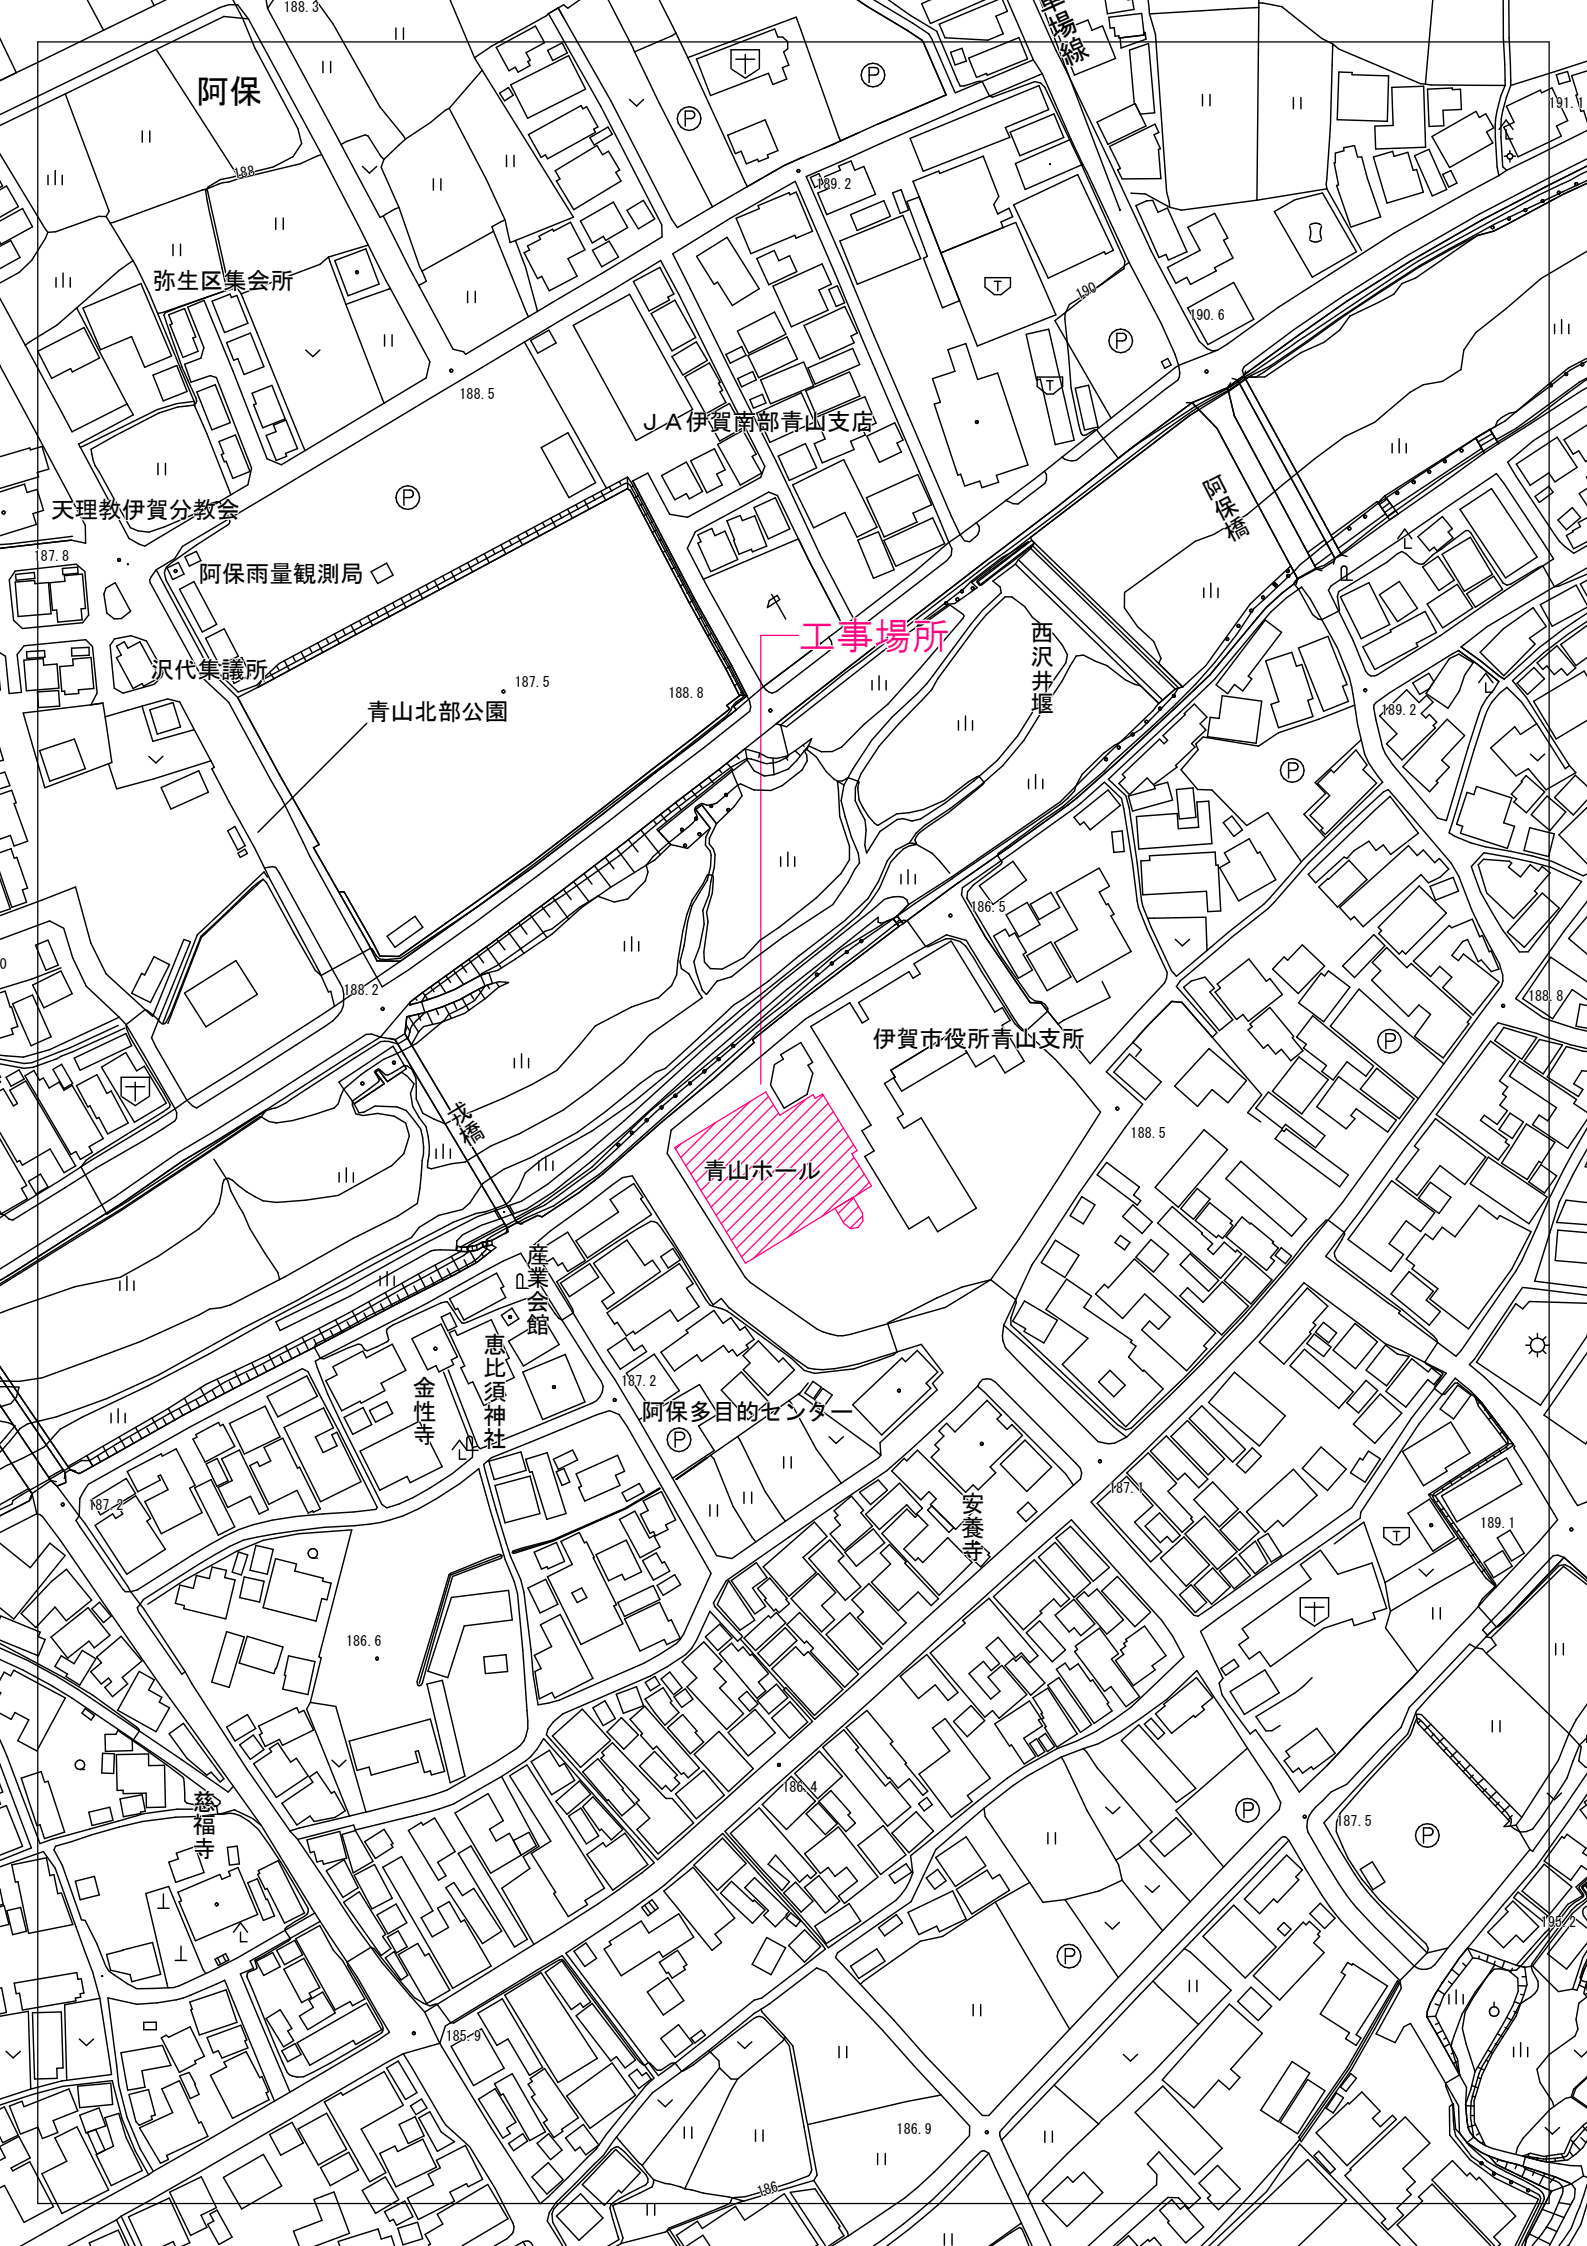 188.3
車場線
阿保
191.1
188
189.2
弥生区集会所
190
190.6
188.5
JA伊賀南部青山支店
阿保橋
天理教伊賀分教会
187.8
阿保雨量観測局
工事場所
西沢井堰
沢代集議所
187.5
188.8
青山北部公園
189.2
186.5
188.2
188.8
伊賀市役所青山支所
戎橋
188.5
青山ホール
産業会館
恵比須神社
金性寺
187.2
阿保多目的センター
187.2
187.1
安養寺
189.1
186.6
186.4
慈福寺
187.5
195.2
185.9
186.9
186